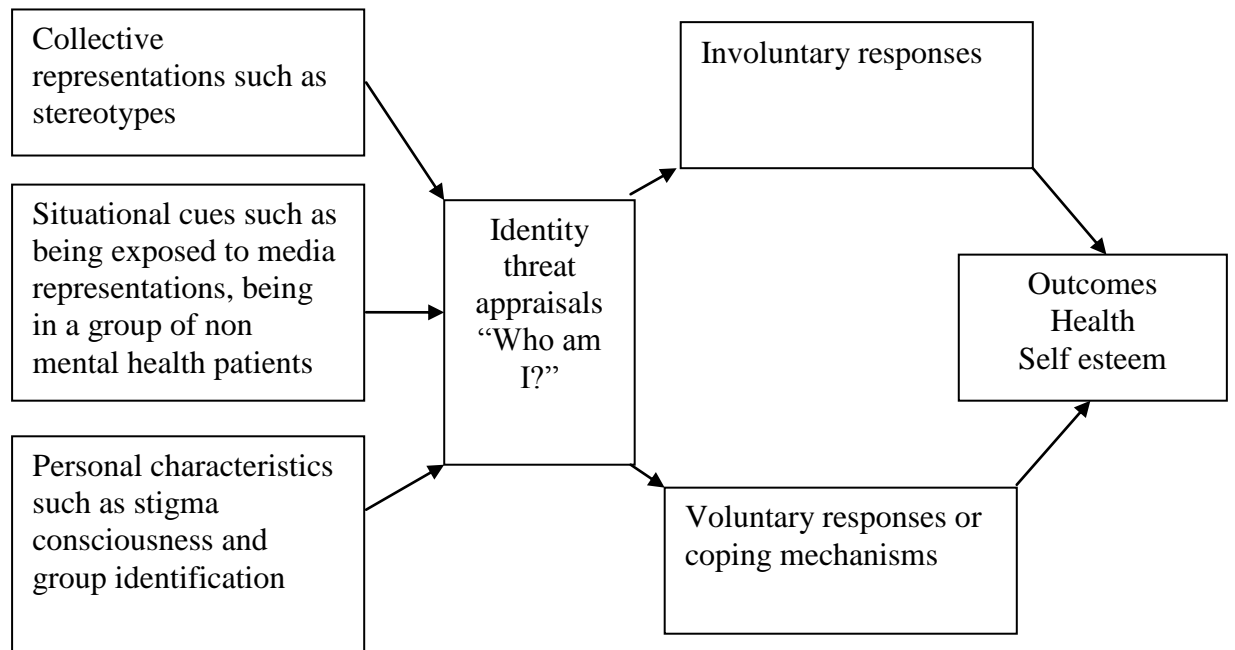 Collective
representations such as
stereotypes
Situational cues such as
being exposed to media
representations, being
in a group of non
mental health patients
Personal characteristics
such as stigma
consciousness and
group identification
Identity
threat
appraisals
“Who am
I?”
Involuntary responses
Voluntary responses or
coping mechanisms
Outcomes
Health
Self esteem